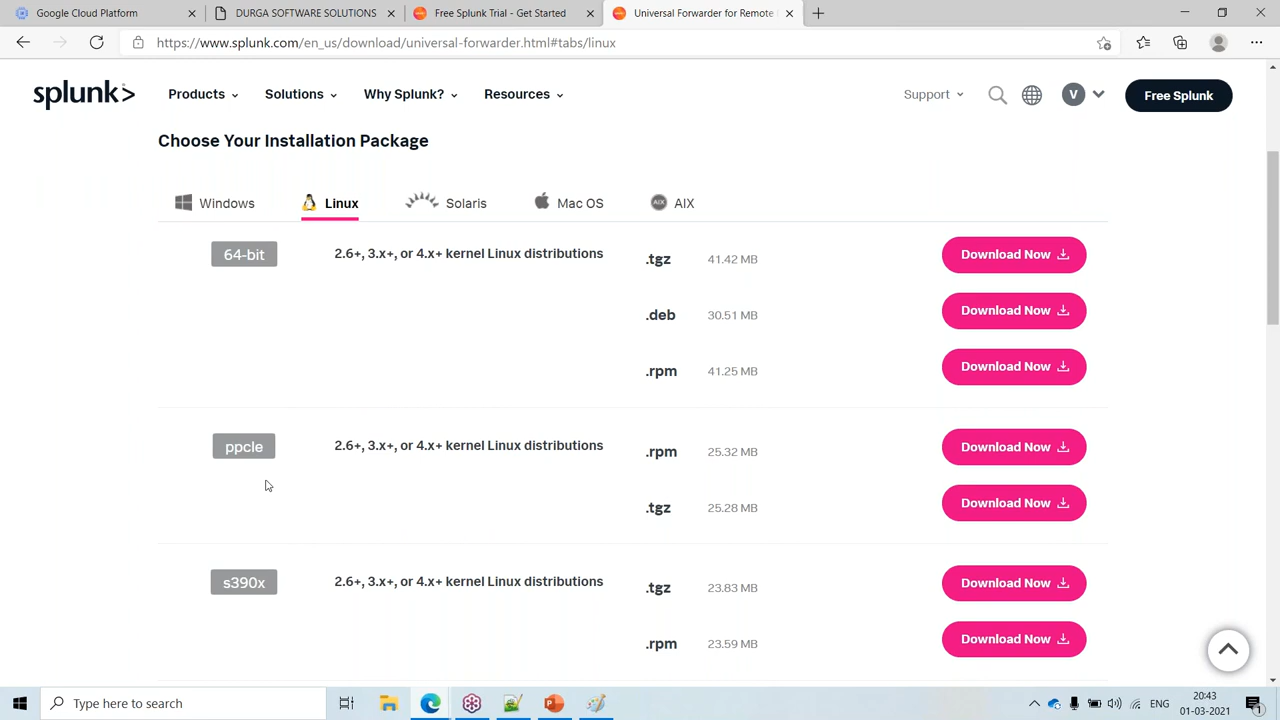 Google Cloud Platform
DURGA SOFTWARE SOLUTIONS
Free Splunk Trial - Get Started
Universal Forwarder for Remote
https://www.splunk.com/en_us/download/universal-forwarder.html#tabs/linux
splunk>
Products
Solutions
Why Splunk?
Resources
Support
V
Free Splunk
Choose Your Installation Package
Windows
Linux
Solaris
Mac OS
AIX
AIX
64-bit
2.6+, 3.x+, or 4.x+ kernel Linux distributions
.tgz
41.42 MB
Download Now
.deb
30.51 MB
Download Now
.rpm
41.25 MB
Download Now
ppcle
2.6+, 3.x+, or 4.x+ kernel Linux distributions
.rpm
25.32 MB
Download Now
.tgz
25.28 MB
Download Now
s390x
2.6+, 3.x+, or 4.x+ kernel Linux distributions
.tgz
23.83 MB
Download Now
.rpm
23.59 MB
Download Now
Type here to search
ENG
20:43
01-03-2021